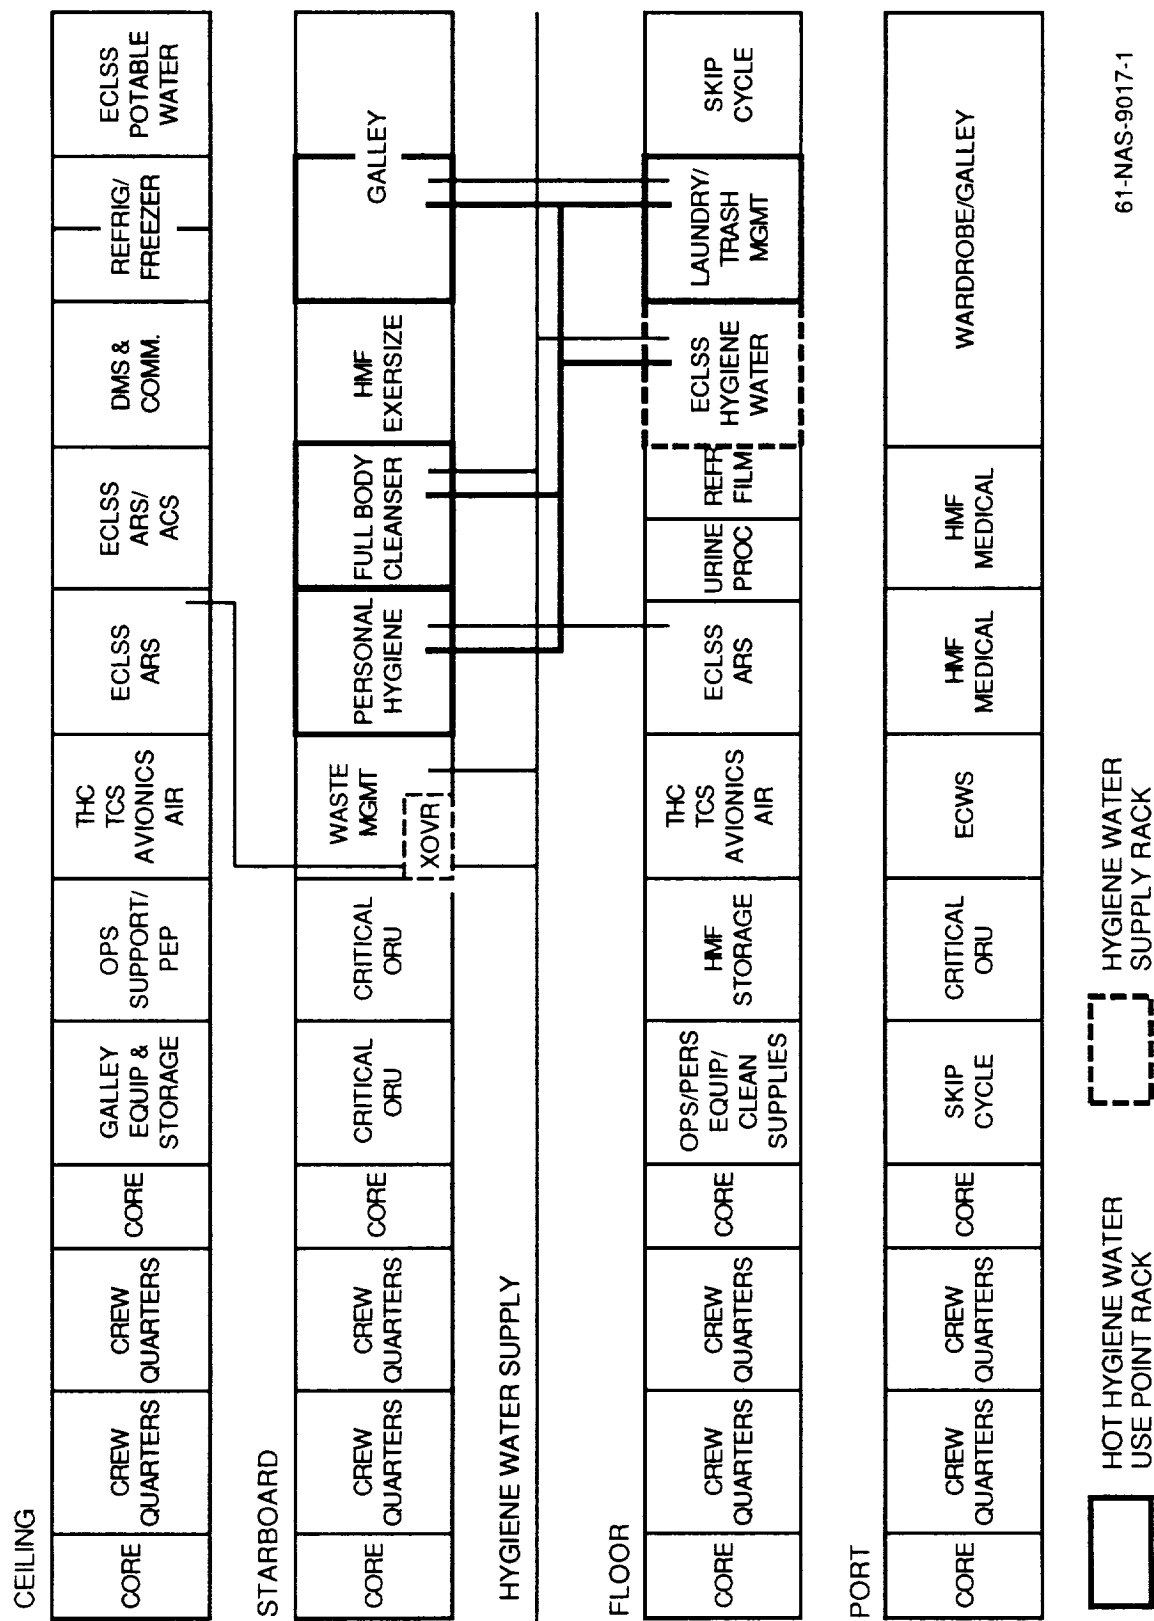 CEILING
CORE
CREW
QUARTERS
CREW
QUARTERS
CORE
GALLEY
EQUIP &
STORAGE
OPS
SUPPORT/
PEP
THC
TCS
AVIONICS
AIR
ECLSS
ARS
ECLSS
ARS/
ACS
DMS &
COMM.
REFRIG/
FREEZER
ECLSS
POTABLE
WATER
STARBOARD
CORE
CREW
QUARTERS
CREW
QUARTERS
CORE
CRITICAL
ORU
CRITICAL
ORU
WASTE
MGMT
XOVR
PERSONAL
HYGIENE
FULL BODY
CLEANSER
HMF
EXERSIZE
GALLEY
HYGIENE WATER SUPPLY
FLOOR
CORE
CREW
QUARTERS
CREW
QUARTERS
CORE
OPS/PERS
EQUIP/
CLEAN
SUPPLIES
HMF
STORAGE
THC
TCS
AVIONICS
AIR
ECLSS
ARS
URINE
PROC
REFR
FILM
ECLSS
HYGIENE
WATER
LAUNDRY/
TRASH
MGMT
SKIP
CYCLE
PORT
CORE
CREW
QUARTERS
CREW
QUARTERS
CORE
SKIP
CYCLE
CRITICAL
ORU
ECWS
HMF
MEDICAL
HMF
MEDICAL
WARDROBE/GALLEY
HOT HYGIENE WATER
USE POINT RACK
HYGIENE WATER
SUPPLY RACK
61-NAS-9017-1